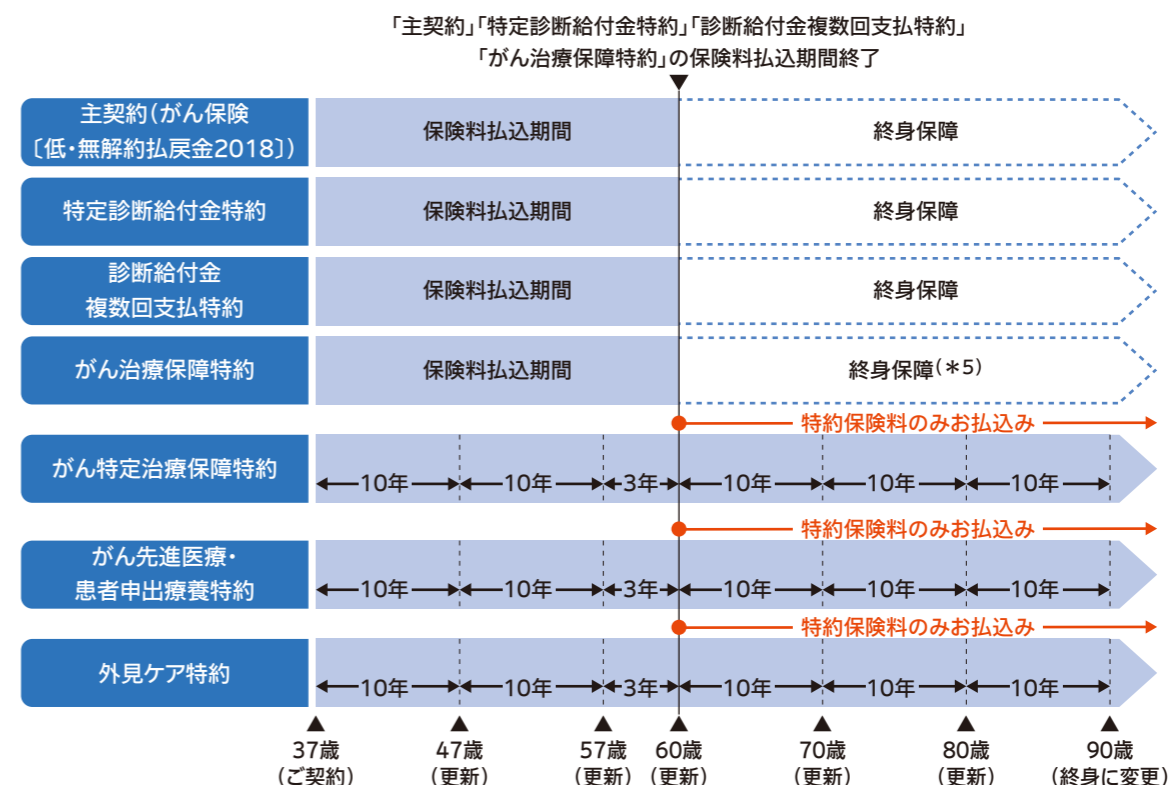 「主契約」「特定診断給付金特約」「診断給付金複数回支払特約」
「がん治療保障特約」の保険料払込期間終了
主契約(がん保険
〔低・無解約払戻金2018〕)
保険料払込期間
終身保障
特定診断給付金特約
保険料払込期間
終身保障
診断給付金
複数回支払特約
保険料払込期間
終身保障
がん治療保障特約
保険料払込期間
終身保障(＊5)
特約保険料のみお払込み
がん特定治療保障特約
10年 10年 3年 10年 10年 10年
特約保険料のみお払込み
がん先進医療・
患者申出療養特約
10年 10年 3年 10年 10年 10年
特約保険料のみお払込み
外見ケア特約
10年 10年 3年 10年 10年 10年
37歳 47歳 57歳 60歳 70歳 80歳 90歳
(ご契約) (更新) (更新) (更新) (更新) (更新) (終身に変更)